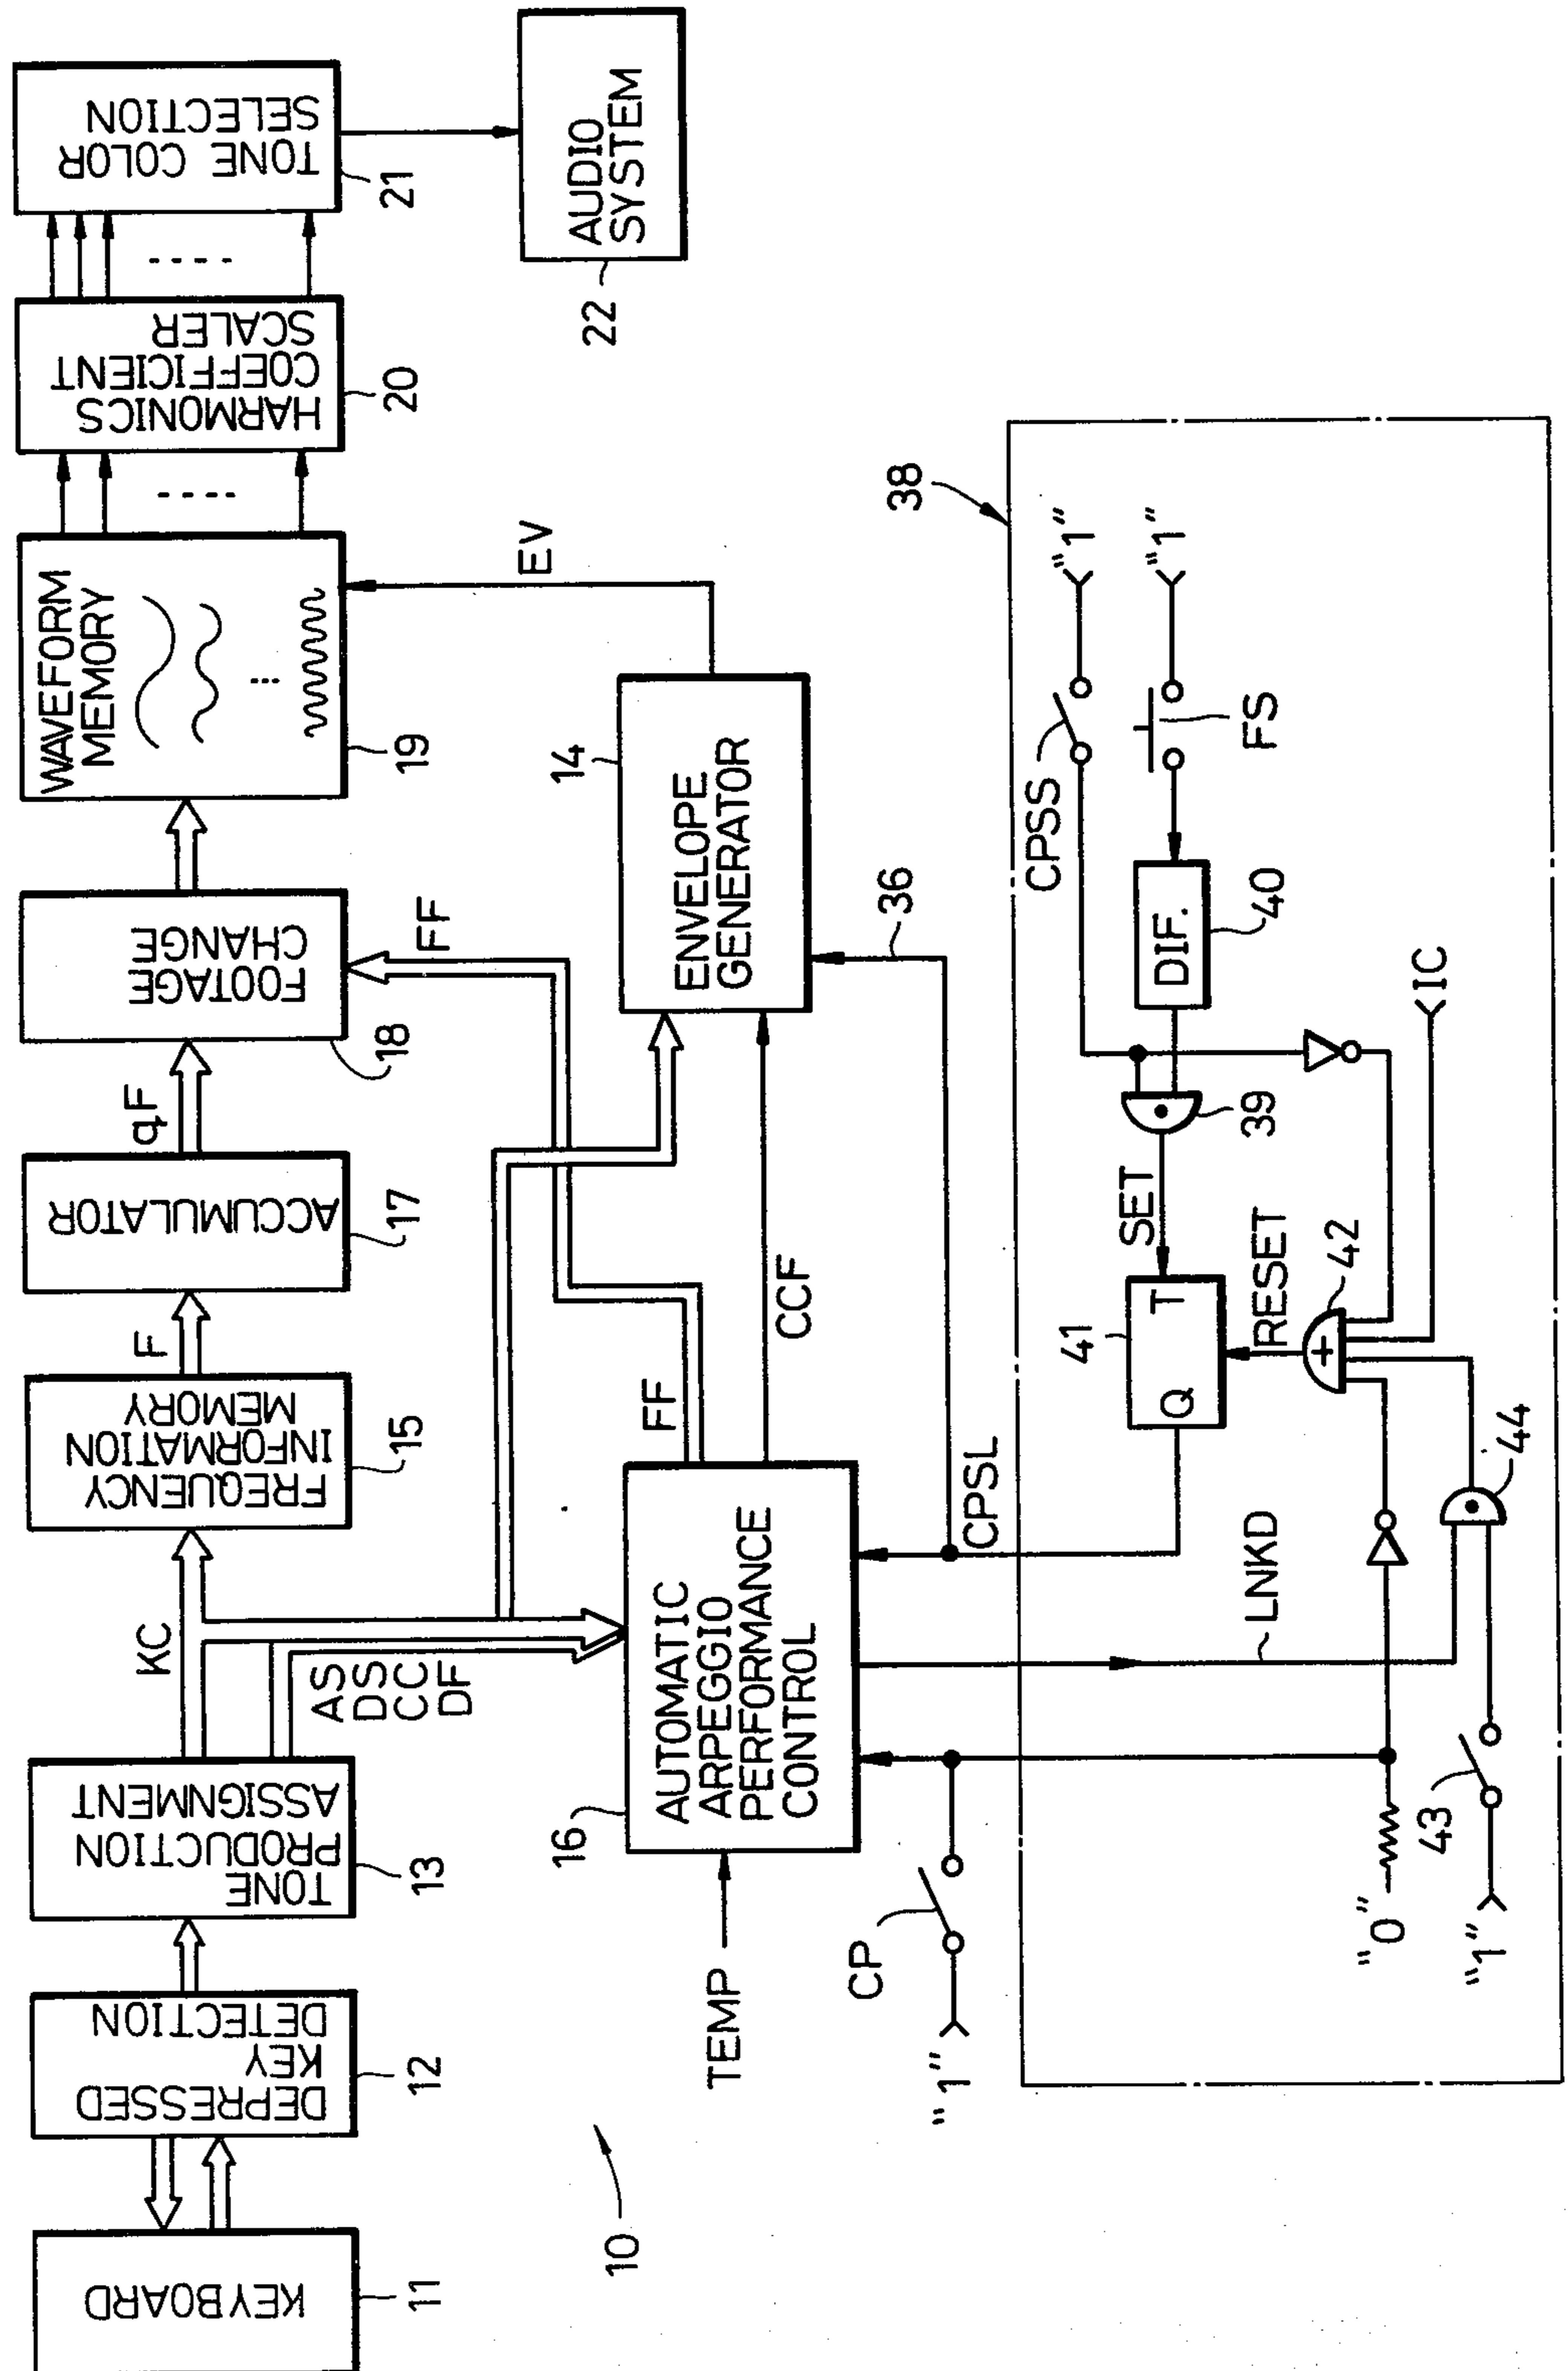 KEYBOARD
11
DEPRESSED
KEY
DETECTION
12
TONE
PRODUCTION
ASSIGNMENT
13
KC
AS
DS
CC
DF
FREQUENCY
INFORMATION
MEMORY
15
F
ACCUMULATOR
17
qF
FOOTAGE
CHANGE
18
FF
WAVEFORM
MEMORY
19
HARMONICS
COEFFICIENT
SCALER
20
TONE COLOR
SELECTION
21
AUDIO
SYSTEM
22
10
TEMP
16
AUTOMATIC
ARPEGGIO
PERFORMANCE
CONTROL
FF
CCF
14
ENVELOPE
GENERATOR
EV
36
"1"
CP
CPSL
LNKD
38
CPSS
"1"
FS
"1"
DIF.
40
39
SET
41
Q
T
RESET
42
IC
44
"0"
43
"1"